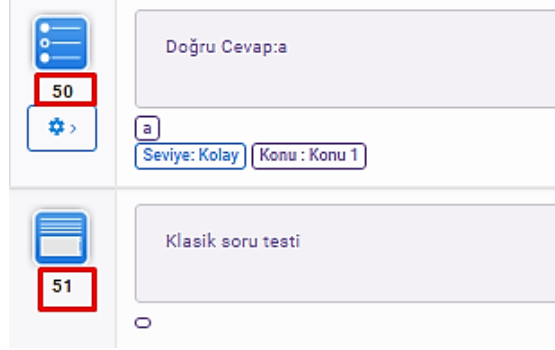 Doğru Cevap:a
50
a
Seviye: Kolay Konu : Konu 1
Klasik soru testi
51